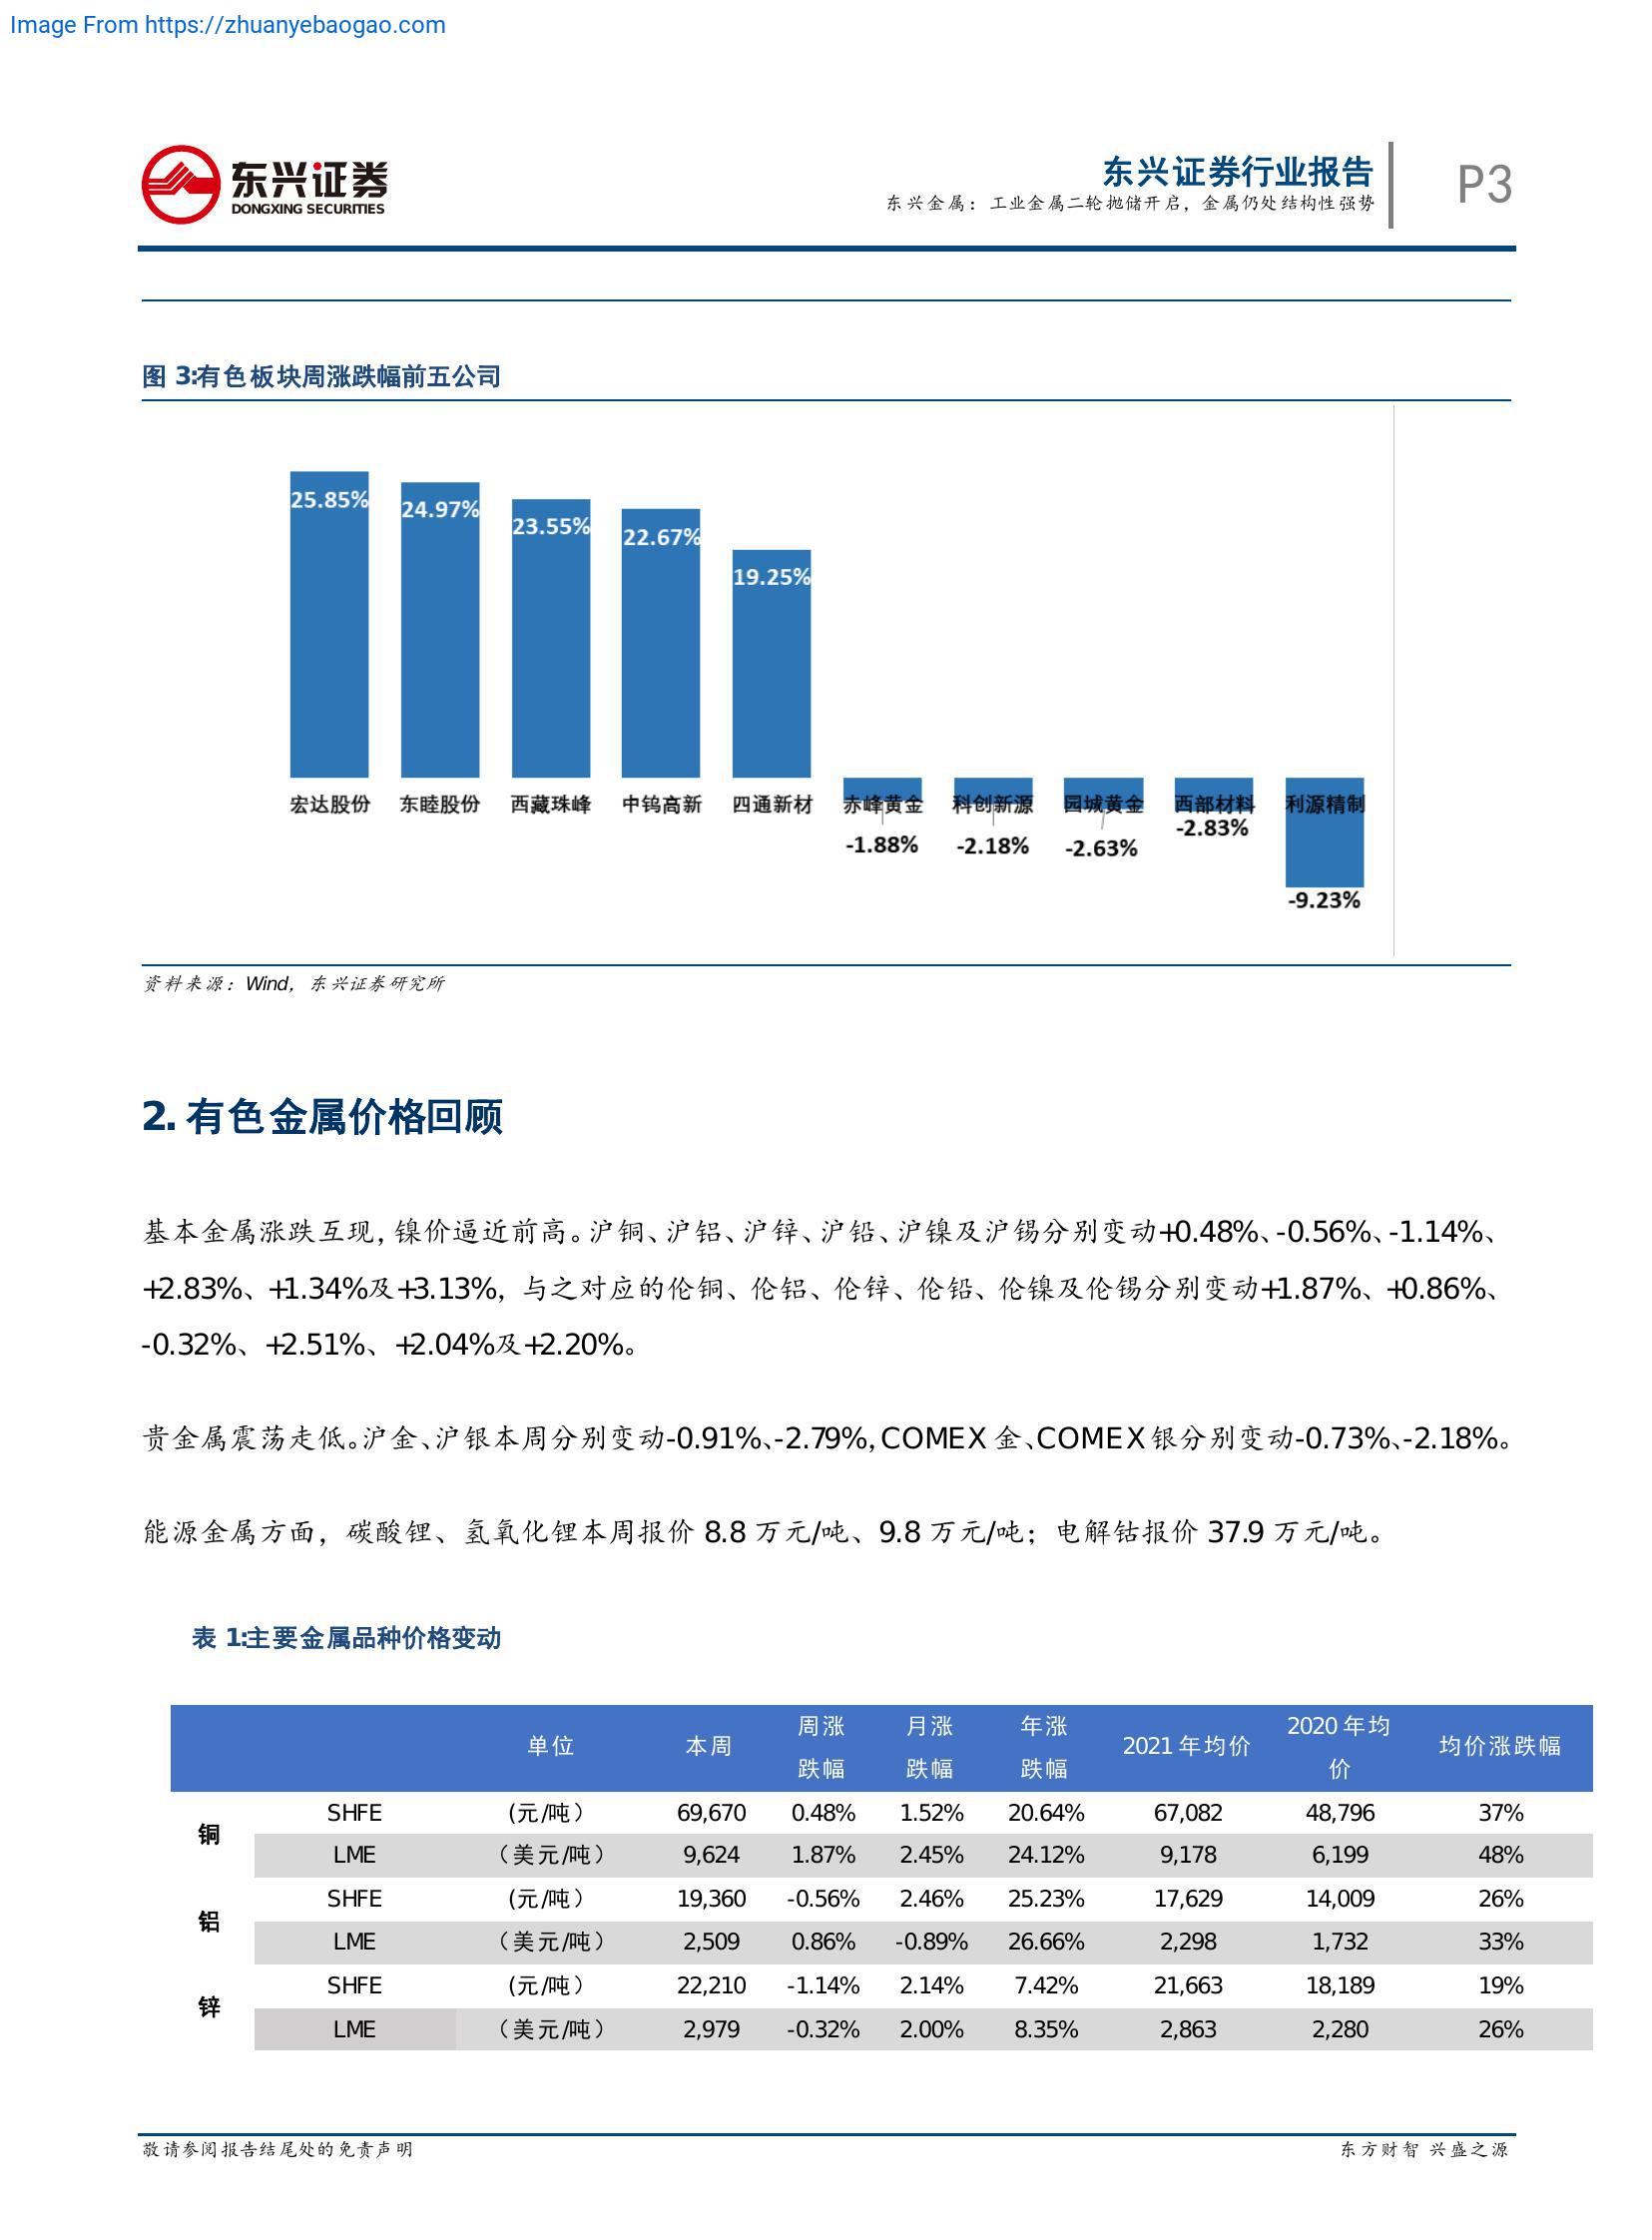 Image From https://zhuanyebaogao.com
东兴证券
DONGXING SECURITIES
东兴证券行业报告
东兴金属：工业金属二轮抛储开启，金属仍处结构性强势
P3
图 3:有色板块周涨跌幅前五公司
25.85% 24.97% 23.55% 22.67% 19.25%
宏达股份 东睦股份 西藏珠峰 中钨高新 四通新材 赤峰黄金 科创新源 园城黄金 西部材料 利源精制
-1.88% -2.18% -2.63% -2.83%
-9.23%
资料来源：Wind，东兴证券研究所
2. 有色金属价格回顾
基本金属涨跌互现，镍价逼近前高。沪铜、沪铝、沪锌、沪铅、沪镍及沪锡分别变动+0.48%、-0.56%、-1.14%、
+2.83%、+1.34%及+3.13%，与之对应的伦铜、伦铝、伦锌、伦铅、伦镍及伦锡分别变动+1.87%、+0.86%、
-0.32%、+2.51%、+2.04%及+2.20%。
贵金属震荡走低。沪金、沪银本周分别变动-0.91%、-2.79%，COMEX 金、COMEX 银分别变动-0.73%、-2.18%。
能源金属方面，碳酸锂、氢氧化锂本周报价 8.8 万元/吨、9.8 万元/吨；电解钴报价 37.9 万元/吨。
表 1:主要金属品种价格变动
单位 本周 周涨跌幅 月涨跌幅 年涨跌幅 2021 年均价 2020 年均价 均价涨跌幅
铜 SHFE （元/吨） 69,670 0.48% 1.52% 20.64% 67,082 48,796 37%
LME （美元/吨） 9,624 1.87% 2.45% 24.12% 9,178 6,199 48%
铝 SHFE （元/吨） 19,360 -0.56% 2.46% 25.23% 17,629 14,009 26%
LME （美元/吨） 2,509 0.86% -0.89% 26.66% 2,298 1,732 33%
锌 SHFE （元/吨） 22,210 -1.14% 2.14% 7.42% 21,663 18,189 19%
LME （美元/吨） 2,979 -0.32% 2.00% 8.35% 2,863 2,280 26%
敬请参阅报告结尾处的免责声明
东方财智 兴盛之源